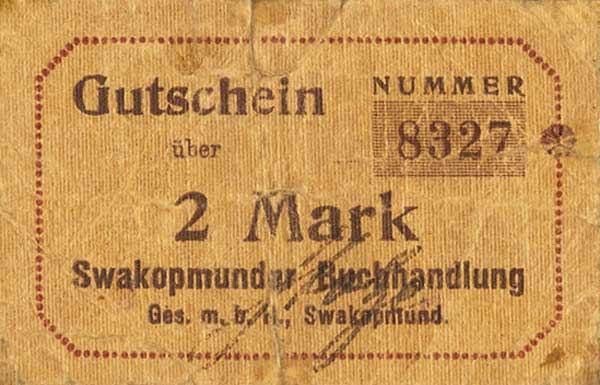 Gutschein
NUMMER
8327
über
2 Mark
Swakopmunder Buchhandlung
Ges. m. b. H., Swakopmund.